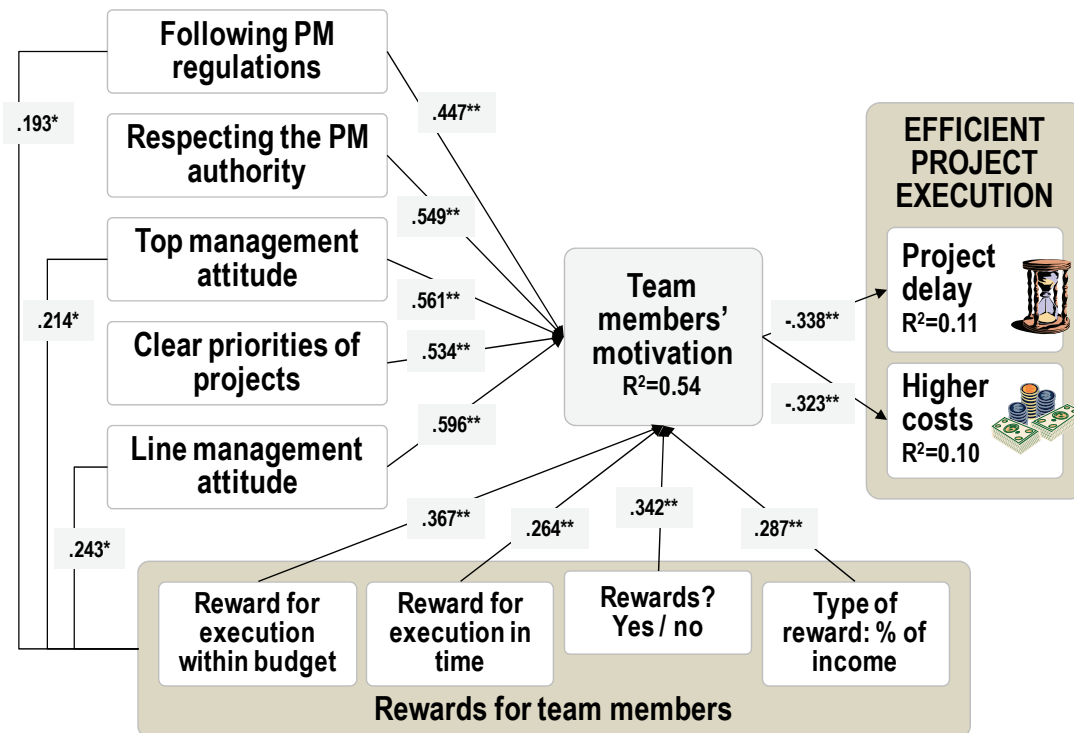 Following PM
regulations
.193*
.447**
Respecting the PM
authority
.549**
Top management
attitude
.561**
.214*
Clear priorities of
projects
.534**
Line management
attitude
.596**
.243*
Team
members’
motivation
R²=0.54
-.338**
-.323**
EFFICIENT
PROJECT
EXECUTION
Project
delay
R²=0.11
Higher
costs
R²=0.10
.367**
.264**
.342**
.287**
Reward for
execution
within budget
Reward for
execution in
time
Rewards?
Yes / no
Type of
reward: % of
income
Rewards for team members